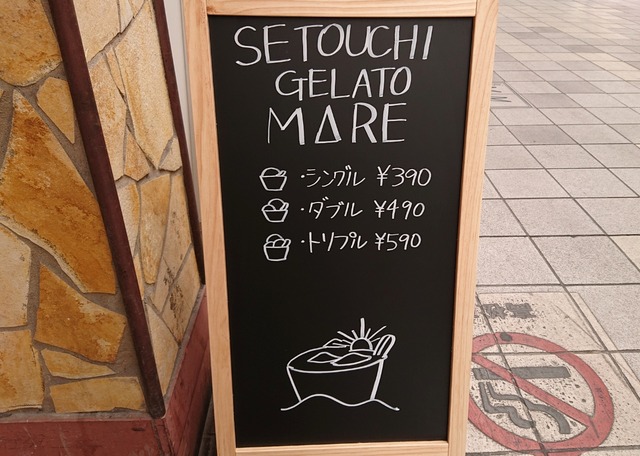 SETOUCHI
GELATO
MARE
・シングル ¥390
・ダブル ¥490
・トリプル ¥590